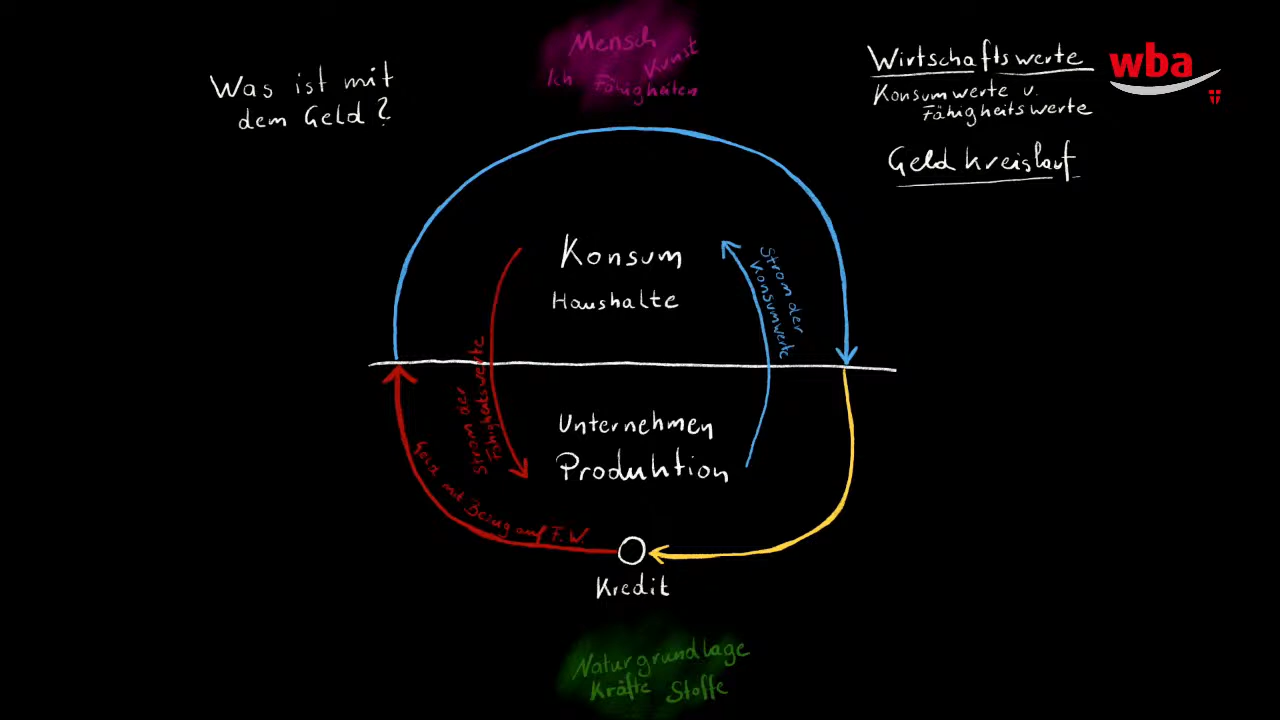 Was ist mit
dem Geld?
Mensch
Kunst
Ich Fähigkeiten
Wirtschaftswerte
Konsumwerte u.
Fähigkeitswerte
Geldkreislauf
wba
Konsum
Haushalte
Strom der
Konsumwerte
Strom der
Fähigkeitswerte
Unternehmen
Produktion
Geld mit Bezug auf F.W.
Kredit
Naturgrundlage
Kräfte Stoffe